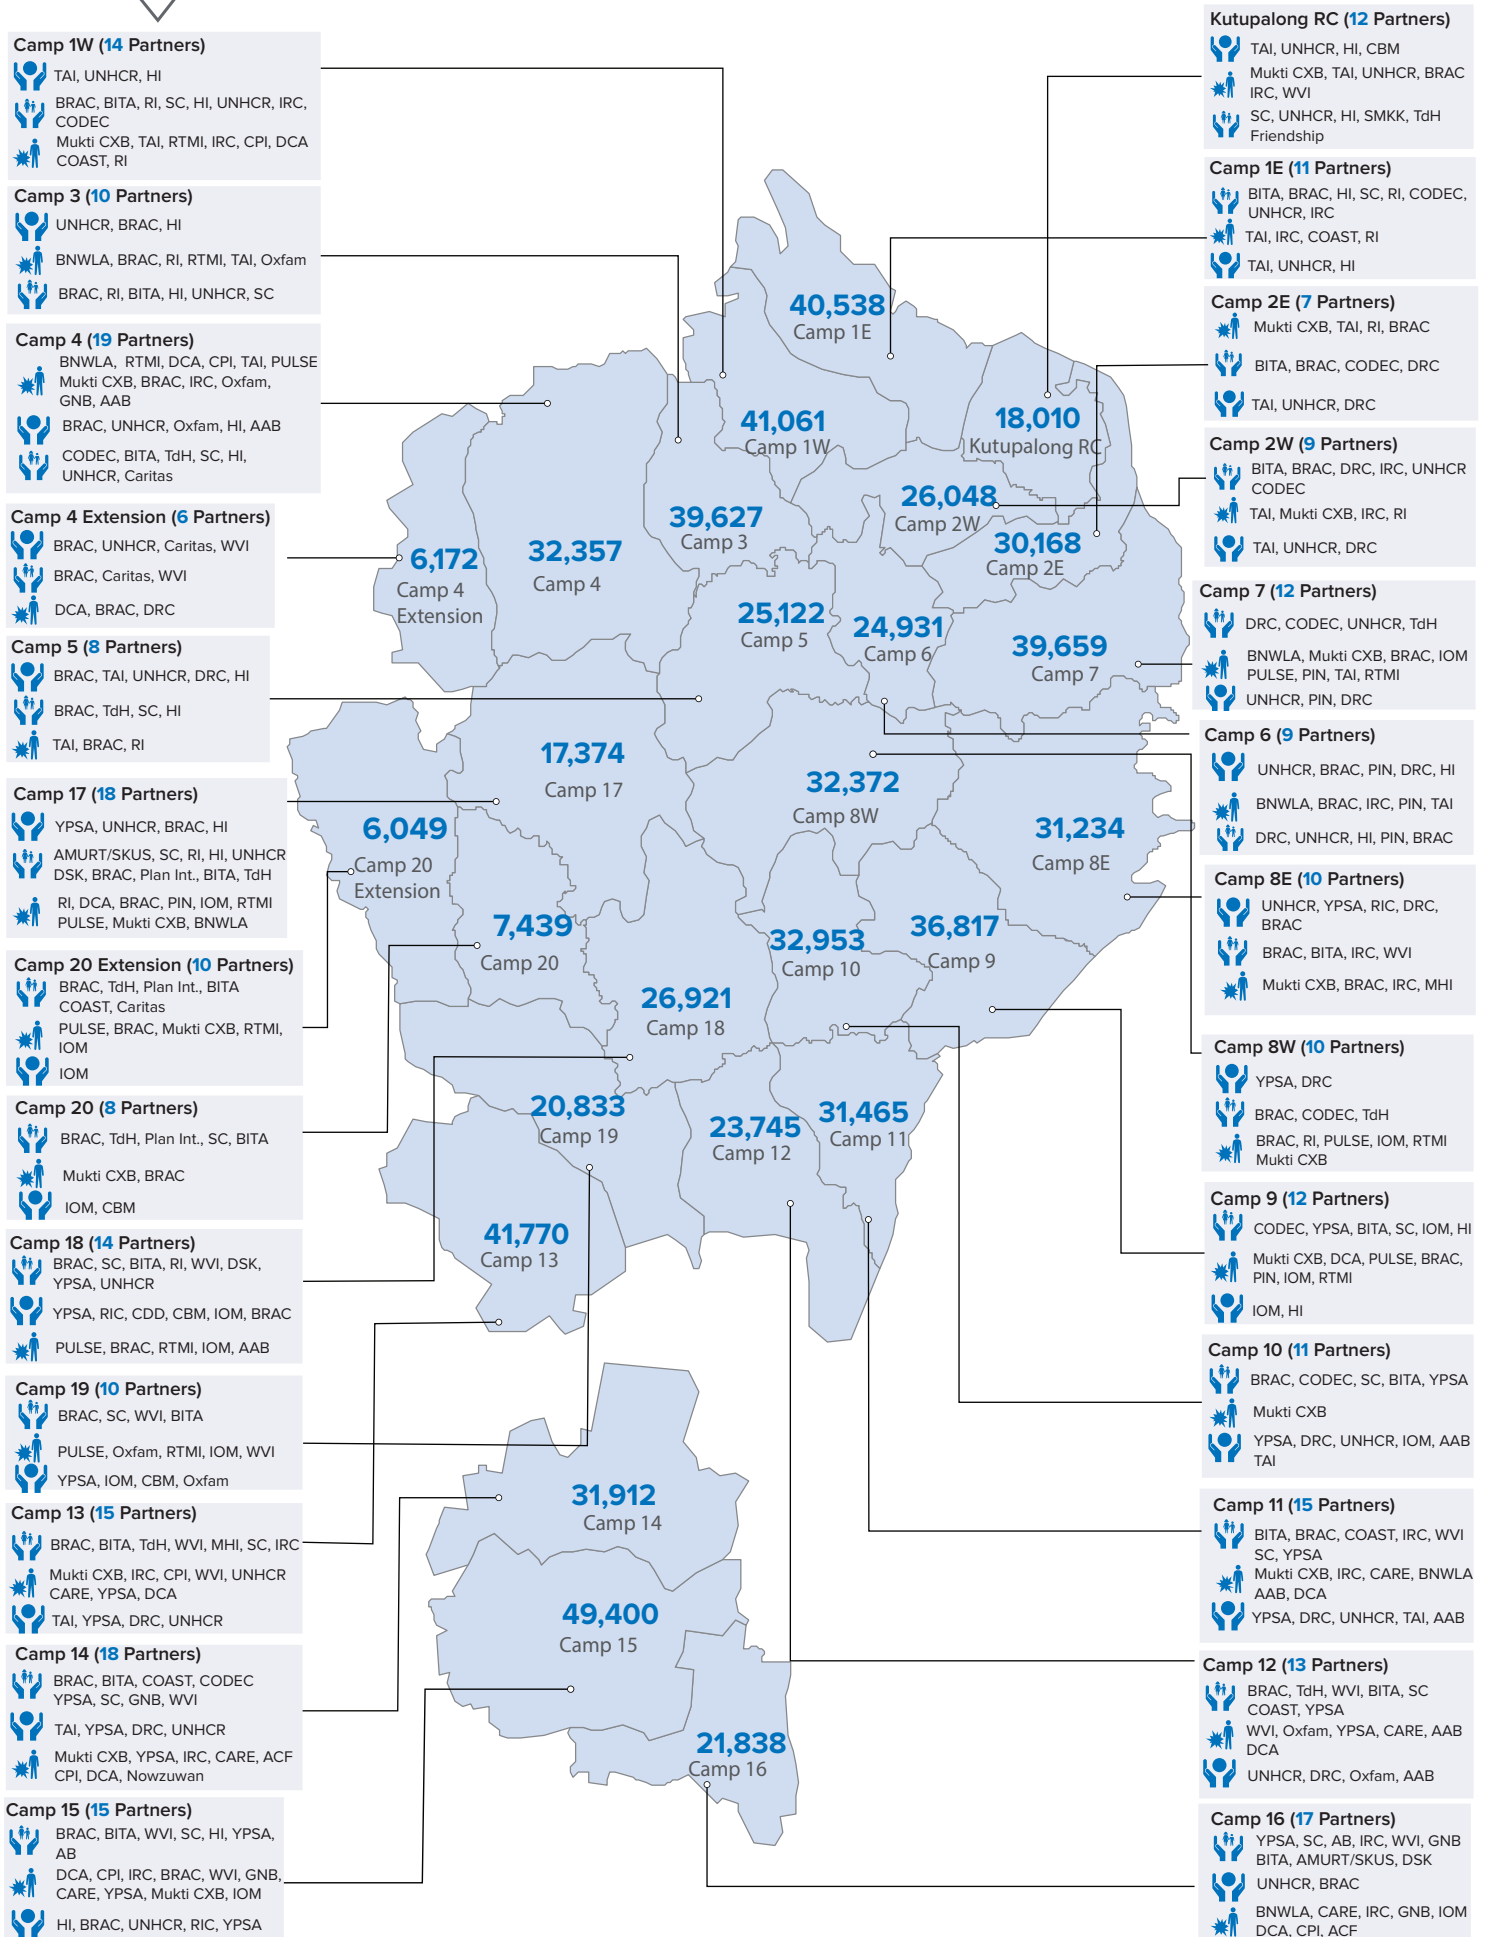 Camp 1W (14 Partners)
TAI, UNHCR, HI
BRAC, BITA, RI, SC, HI, UNHCR, IRC,
CODEC
Mukti CXB, TAI, RTMI, IRC, CPI, DCA
COAST, RI
Camp 3 (10 Partners)
UNHCR, BRAC, HI
BNWLA, BRAC, RI, RTMI, TAI, Oxfam
BRAC, RI, BITA, HI, UNHCR, SC
Camp 4 (19 Partners)
BNWLA, RTMI, DCA, CPI, TAI, PULSE
Mukti CXB, BRAC, IRC, Oxfam,
GNB, AAB
BRAC, UNHCR, Oxfam, HI, AAB
CODEC, BITA, TdH, SC, HI,
UNHCR, Caritas
Camp 4 Extension (6 Partners)
BRAC, UNHCR, Caritas, WVI
BRAC, Caritas, WVI
DCA, BRAC, DRC
Camp 5 (8 Partners)
BRAC, TAI, UNHCR, DRC, HI
BRAC, TdH, SC, HI
TAI, BRAC, RI
Camp 17 (18 Partners)
YPSA, UNHCR, BRAC, HI
AMURT/SKUS, SC, RI, HI, UNHCR
DSK, BRAC, Plan Int., BITA, TdH
RI, DCA, BRAC, PIN, IOM, RTMI
PULSE, Mukti CXB, BNWLA
Camp 20 Extension (10 Partners)
BRAC, TdH, Plan Int., BITA
COAST, Caritas
PULSE, BRAC, Mukti CXB, RTMI,
IOM
IOM
Camp 20 (8 Partners)
BRAC, TdH, Plan Int., SC, BITA
Mukti CXB, BRAC
IOM, CBM
Camp 18 (14 Partners)
BRAC, SC, BITA, RI, WVI, DSK,
YPSA, UNHCR
YPSA, RIC, CDD, CBM, IOM, BRAC
PULSE, BRAC, RTMI, IOM, AAB
Camp 19 (10 Partners)
BRAC, SC, WVI, BITA
PULSE, Oxfam, RTMI, IOM, WVI
YPSA, IOM, CBM, Oxfam
Camp 13 (15 Partners)
BRAC, BITA, TdH, WVI, MHI, SC, IRC
Mukti CXB, IRC, CPI, WVI, UNHCR
CARE, YPSA, DCA
TAI, YPSA, DRC, UNHCR
Camp 14 (18 Partners)
BRAC, BITA, COAST, CODEC
YPSA, SC, GNB, WVI
TAI, YPSA, DRC, UNHCR
Mukti CXB, YPSA, IRC, CARE, ACF
CPI, DCA, Nowzuwan
Camp 15 (15 Partners)
BRAC, BITA, WVI, SC, HI, YPSA,
AB
DCA, CPI, IRC, BRAC, WVI, GNB,
CARE, YPSA, Mukti CXB, IOM
HI, BRAC, UNHCR, RIC, YPSA
40,538
Camp 1E
41,061
Camp 1W
18,010
Kutupalong RC
26,048
Camp 2W
39,627
Camp 3
30,168
Camp 2E
32,357
Camp 4
6,172
Camp 4
Extension
25,122
Camp 5
24,931
Camp 6
39,659
Camp 7
17,374
Camp 17
32,372
Camp 8W
6,049
Camp 20
Extension
31,234
Camp 8E
7,439
Camp 20
32,953
Camp 10
36,817
Camp 9
26,921
Camp 18
20,833
Camp 19
23,745
Camp 12
31,465
Camp 11
41,770
Camp 13
31,912
Camp 14
49,400
Camp 15
21,838
Camp 16
Kutupalong RC (12 Partners)
TAI, UNHCR, HI, CBM
Mukti CXB, TAI, UNHCR, BRAC
IRC, WVI
SC, UNHCR, HI, SMKK, TdH
Friendship
Camp 1E (11 Partners)
BITA, BRAC, HI, SC, RI, CODEC,
UNHCR, IRC
TAI, IRC, COAST, RI
TAI, UNHCR, HI
Camp 2E (7 Partners)
Mukti CXB, TAI, RI, BRAC
BITA, BRAC, CODEC, DRC
TAI, UNHCR, DRC
Camp 2W (9 Partners)
BITA, BRAC, DRC, IRC, UNHCR
CODEC
TAI, Mukti CXB, IRC, RI
TAI, UNHCR, DRC
Camp 7 (12 Partners)
DRC, CODEC, UNHCR, TdH
BNWLA, Mukti CXB, BRAC, IOM
PULSE, PIN, TAI, RTMI
UNHCR, PIN, DRC
Camp 6 (9 Partners)
UNHCR, BRAC, PIN, DRC, HI
BNWLA, BRAC, IRC, PIN, TAI
DRC, UNHCR, HI, PIN, BRAC
Camp 8E (10 Partners)
UNHCR, YPSA, RIC, DRC,
BRAC
BRAC, BITA, IRC, WVI
Mukti CXB, BRAC, IRC, MHI
Camp 8W (10 Partners)
YPSA, DRC
BRAC, CODEC, TdH
BRAC, RI, PULSE, IOM, RTMI
Mukti CXB
Camp 9 (12 Partners)
CODEC, YPSA, BITA, SC, IOM, HI
Mukti CXB, DCA, PULSE, BRAC,
PIN, IOM, RTMI
IOM, HI
Camp 10 (11 Partners)
BRAC, CODEC, SC, BITA, YPSA
Mukti CXB
YPSA, DRC, UNHCR, IOM, AAB
TAI
Camp 11 (15 Partners)
BITA, BRAC, COAST, IRC, WVI
SC, YPSA
Mukti CXB, IRC, CARE, BNWLA
AAB, DCA
YPSA, DRC, UNHCR, TAI, AAB
Camp 12 (13 Partners)
BRAC, TdH, WVI, BITA, SC
COAST, YPSA
WVI, Oxfam, YPSA, CARE, AAB
DCA
UNHCR, DRC, Oxfam, AAB
Camp 16 (17 Partners)
YPSA, SC, AB, IRC, WVI, GNB
BITA, AMURT/SKUS, DSK
UNHCR, BRAC
BNWLA, CARE, IRC, GNB, IOM
DCA, CPI, ACF